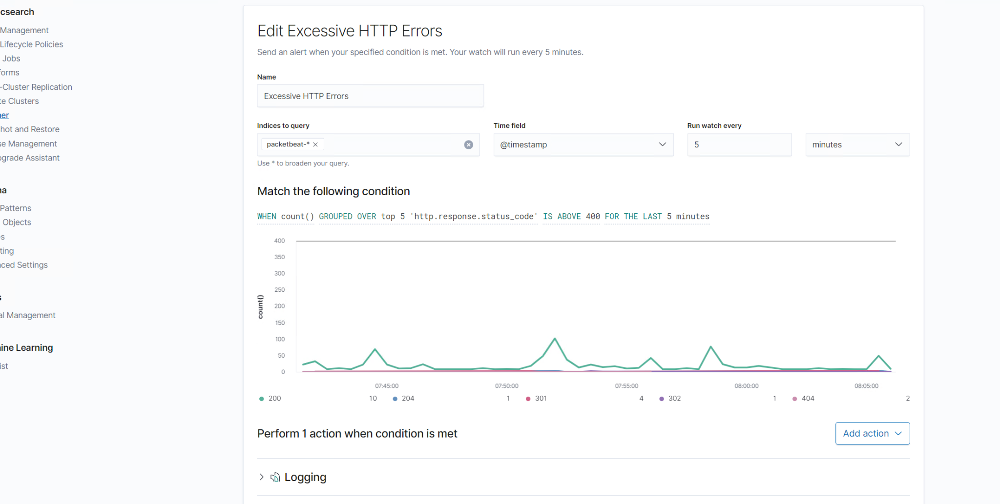 csearch
Management
Lifecycle Policies
Jobs
forms
-Cluster Replication
te Clusters
ner
hot and Restore
se Management
ograde Assistant
na
Patterns
Objects
s
ting
nced Settings
s
al Management
ine Learning
ist
Edit Excessive HTTP Errors
Send an alert when your specified condition is met. Your watch will run every 5 minutes.
Name
Excessive HTTP Errors
Indices to query
Time field
Run watch every
packetbeat-*
@timestamp
5
minutes
Use * to broaden your query.
Match the following condition
WHEN count() GROUPED OVER top 5 'http.response.status_code' IS ABOVE 400 FOR THE LAST 5 minutes
count()
400
350
300
250
200
150
100
50
0
07:45:00 07:50:00 07:55:00 08:00:00 08:05:00
200 10 204 1 301 4 302 1 404 2
Perform 1 action when condition is met
Add action
Logging